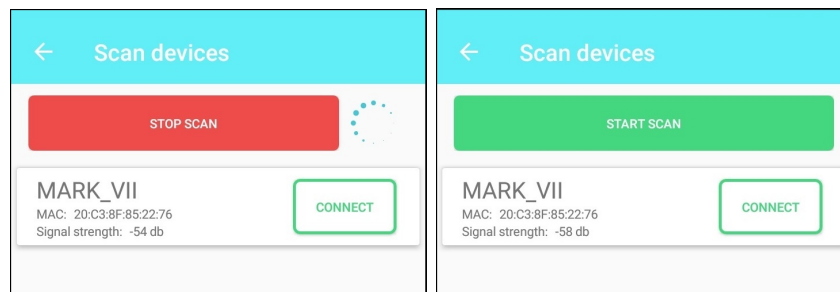 Scan devices
STOP SCAN
MARK_VII
MAC: 20:C3:8F:85:22:76
Signal strength: -54 db
CONNECT
Scan devices
START SCAN
MARK_VII
MAC: 20:C3:8F:85:22:76
Signal strength: -58 db
CONNECT